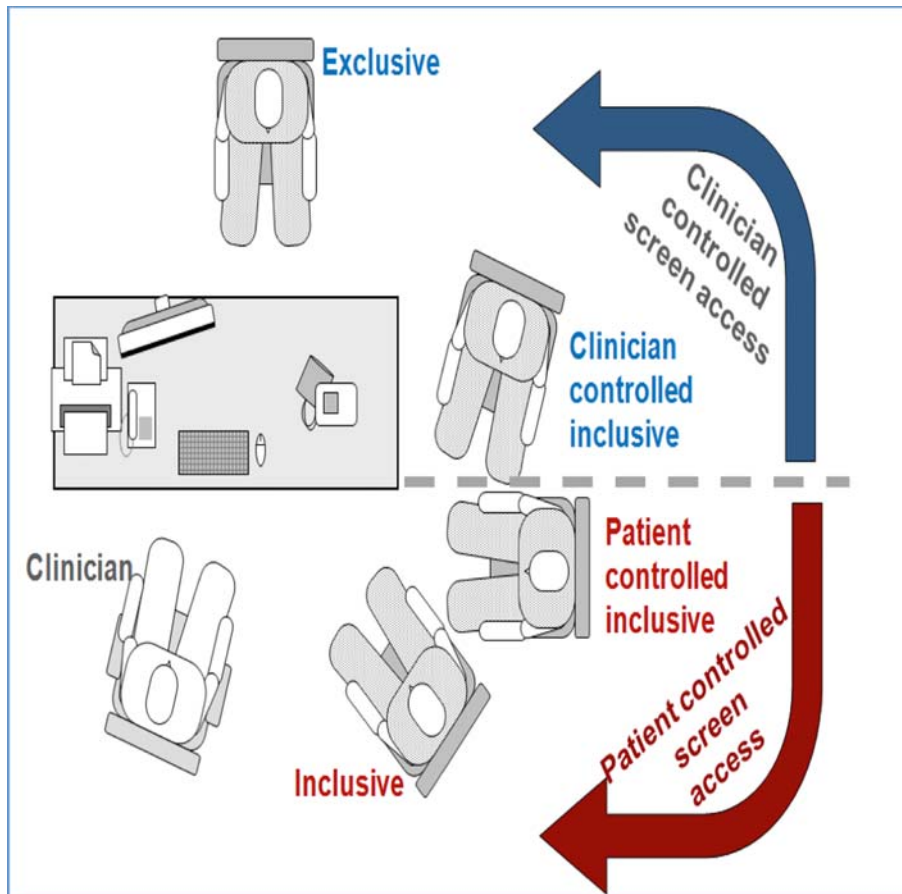 Exclusive
Clinician
controlled
screen access
Clinician
controlled
inclusive
Clinician
Patient
controlled
inclusive
Patient controlled
screen
access
Inclusive